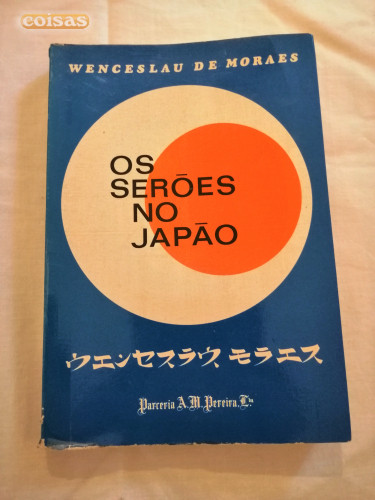 coisas
WENCESLAU DE MORAES
OS
SERÕES
NO
JAPÃO
ウエンセスラウ、モラエス
Parceria A. M. Pereira, L.da